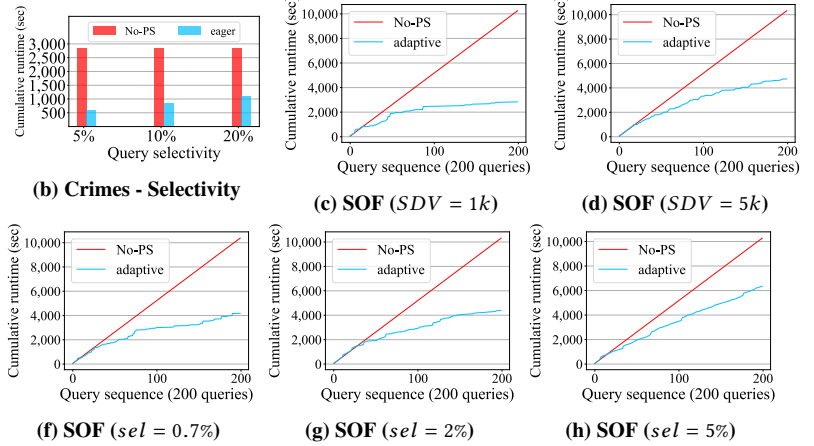 No-PS eager
Cumulative runtime (sec)
3,000
2,500
2,000
1,500
1,000
500
5% 10% 20%
Query selectivity
(b) Crimes - Selectivity
Cumulative runtime (sec)
10,000
8,000
6,000
4,000
2,000
0
No-PS
adaptive
0 100 200
Query sequence (200 queries)
(c) SOF (SDV = 1k)
Cumulative runtime (sec)
10,000
8,000
6,000
4,000
2,000
0
No-PS
adaptive
0 100 200
Query sequence (200 queries)
(d) SOF (SDV = 5k)
Cumulative runtime (sec)
10,000
8,000
6,000
4,000
2,000
0
No-PS
adaptive
0 100 200
Query sequence (200 queries)
(f) SOF (sel = 0.7%)
Cumulative runtime (sec)
10,000
8,000
6,000
4,000
2,000
0
No-PS
adaptive
0 100 200
Query sequence (200 queries)
(g) SOF (sel = 2%)
Cumulative runtime (sec)
10,000
8,000
6,000
4,000
2,000
0
No-PS
adaptive
0 100 200
Query sequence (200 queries)
(h) SOF (sel = 5%)